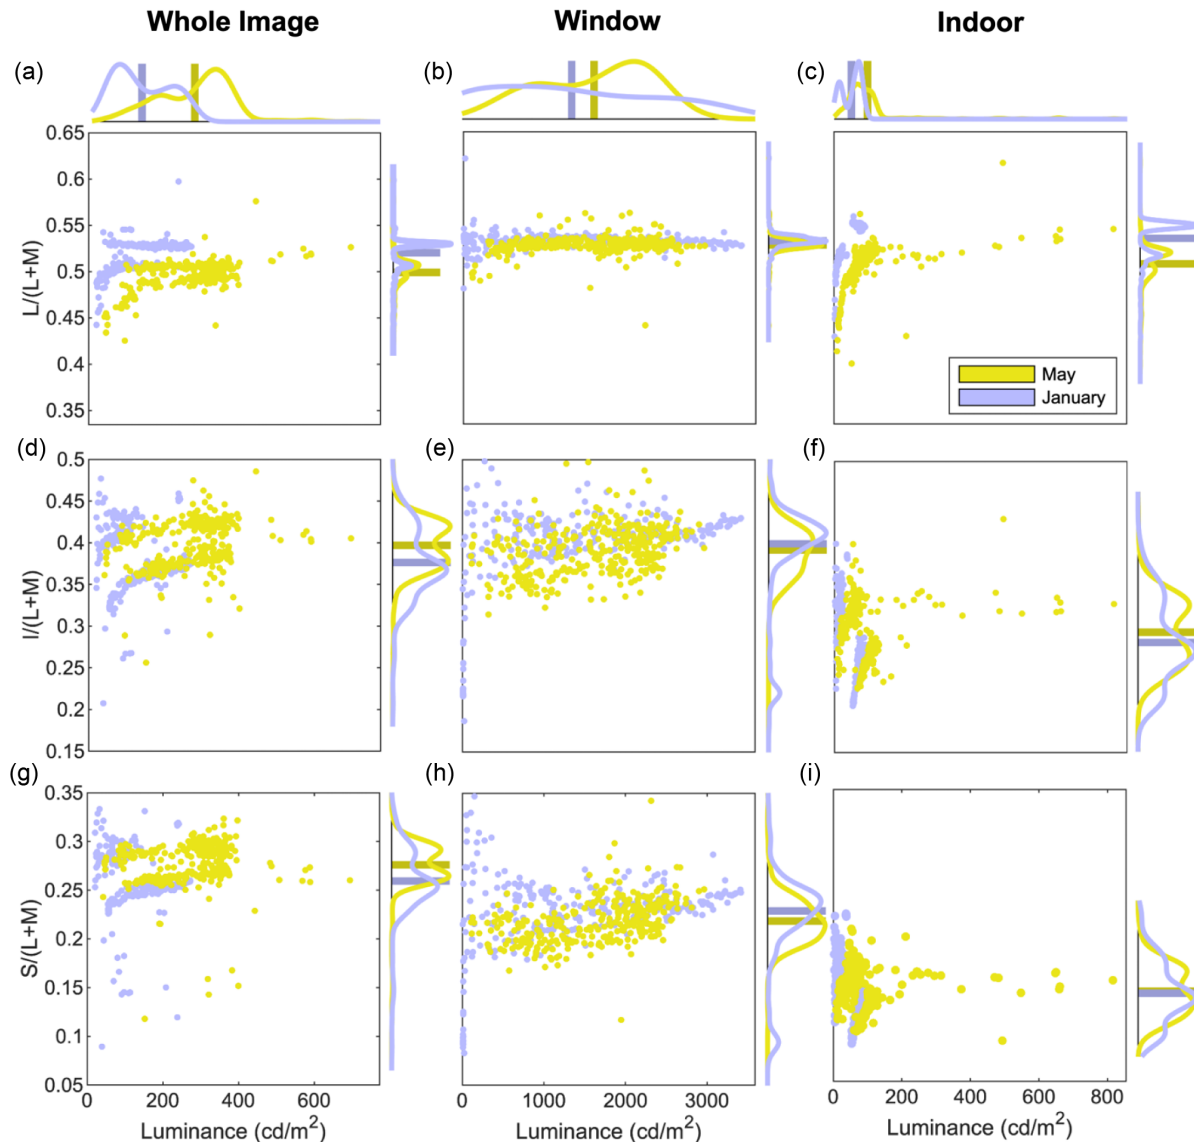 Whole Image
Window
Indoor
(a)
(b)
(c)
0.65
0.6
0.55
0.5
0.45
0.4
0.35
L/(L+M)
May
January
(d)
(e)
(f)
0.5
0.45
0.4
0.35
0.3
0.25
0.2
0.15
I/(L+M)
(g)
(h)
(i)
0.35
0.3
0.25
0.2
0.15
0.1
0.05
S/(L+M)
0 200 400 600
0 1000 2000 3000
0 200 400 600 800
Luminance (cd/m²)
Luminance (cd/m²)
Luminance (cd/m²)